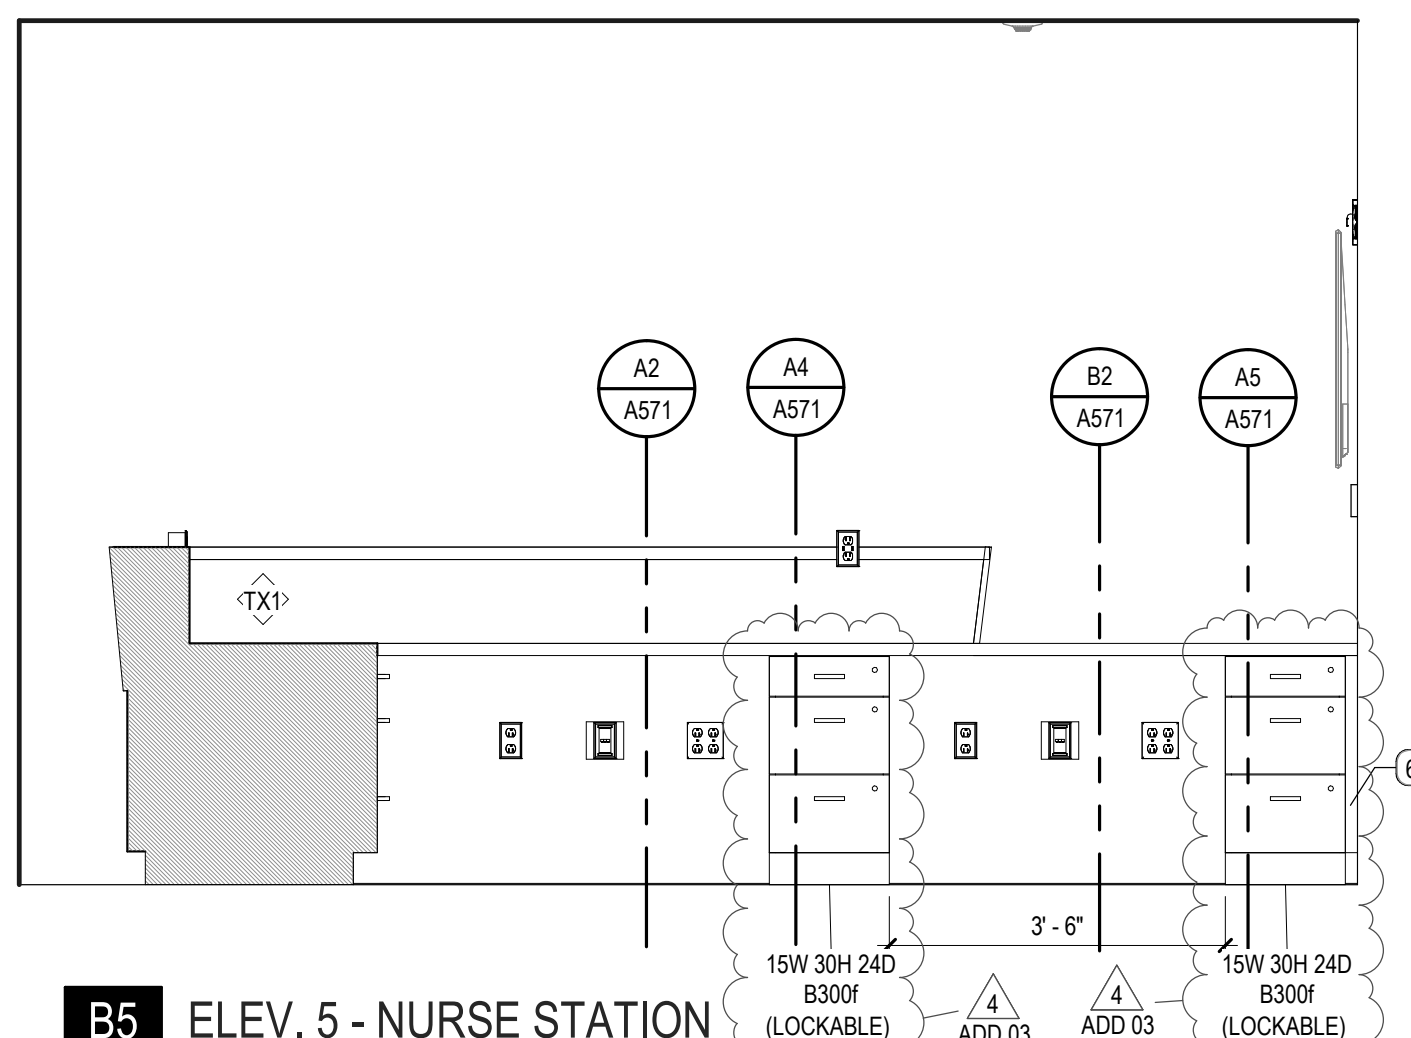 A2
A571
A4
A571
B2
A571
A5
A571
TX1
6
3' - 6"
15W 30H 24D
B300f
(LOCKABLE)
4
ADD 03
4
ADD 03
15W 30H 24D
B300f
(LOCKABLE)
B5 ELEV. 5 - NURSE STATION